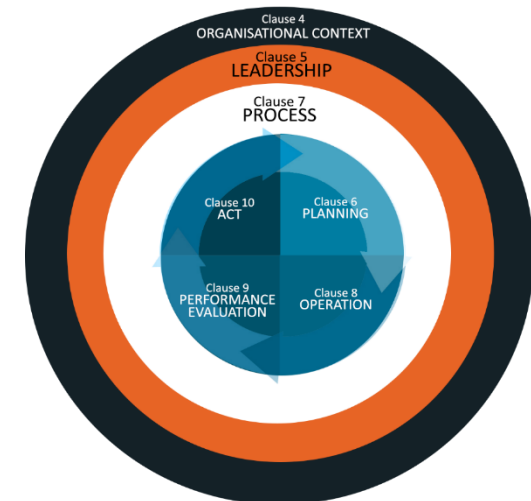 Clause 4
ORGANISATIONAL CONTEXT
Clause 5
LEADERSHIP
Clause 7
PROCESS
Clause 10
ACT
Clause 6
PLANNING
Clause 9
PERFORMANCE
EVALUATION
Clause 8
OPERATION